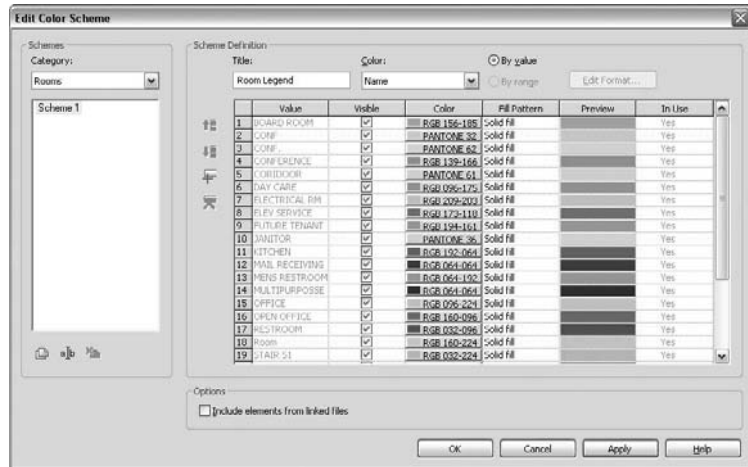 Edit Color Scheme
Schemes
Category:
Rooms
Scheme 1
Scheme Definition
Title:
Room Legend
Color:
Name
By value
By range
Edit Format...
Value Visible Color Fill Pattern Preview In Use
1 BOARD ROOM RGB 156-185 Solid fill Yes
2 CONF PANTONE 32 Solid fill Yes
3 CONF. PANTONE 62 Solid fill Yes
4 CONFERENCE RGB 139-166 Solid fill Yes
5 CORIDOOR PANTONE 61 Solid fill Yes
6 DAY CARE RGB 096-175 Solid fill Yes
7 ELECTRICAL RM RGB 209-203 Solid fill Yes
8 ELEV SERVICE RGB 173-118 Solid fill Yes
9 FUTURE TENANT RGB 194-161 Solid fill Yes
10 JANITOR PANTONE 36 Solid fill Yes
11 KITCHEN RGB 192-064 Solid fill Yes
12 MAIL RECEIVING RGB 064-064 Solid fill Yes
13 MENS RESTROOM RGB 064-192 Solid fill Yes
14 MULTIPURPOSSE RGB 064-064 Solid fill Yes
15 OFFICE RGB 096-224 Solid fill Yes
16 OPEN OFFICE RGB 160-096 Solid fill Yes
17 RESTROOM RGB 032-096 Solid fill Yes
18 Room RGB 160-224 Solid fill Yes
19 STAIR S1 RGB 032-224 Solid fill Yes
Options
Include elements from linked files
OK Cancel Apply Help